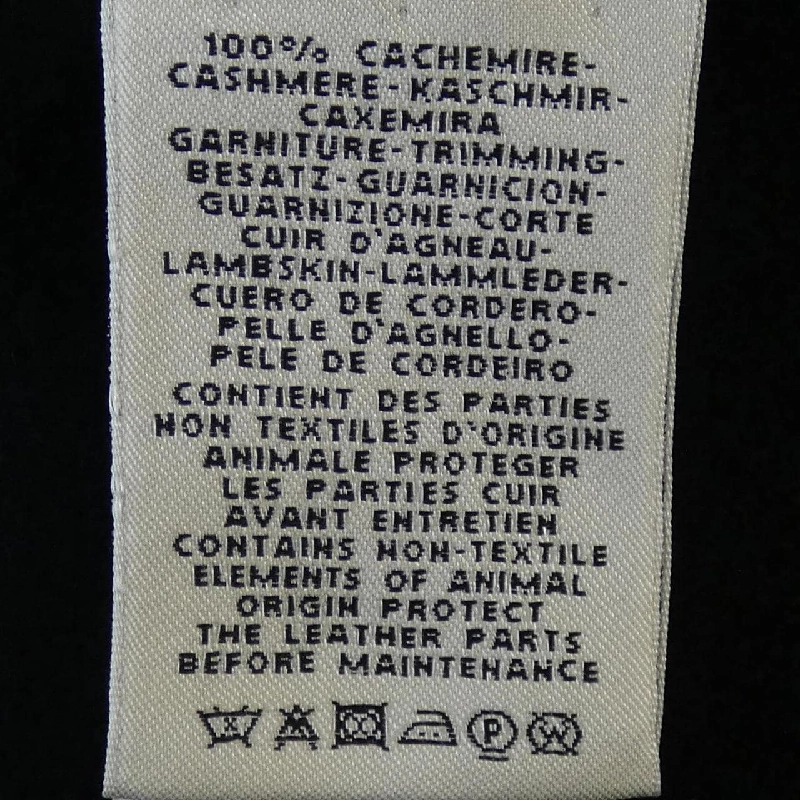 100% CACHEMIRE-
CASHMERE-KASCHMIR-
CAXEMIRA
GARNITURE-TRIMMING-
BESATZ-GUARNICION-
GUARNIZIONE-CORTE
CUIR D'AGNEAU-
LAMBSKIN-LAMMLEDER-
CUERO DE CORDERO-
PELLE D'AGNELLO-
PELE DE CORDEIRO
CONTIENT DES PARTIES
NON TEXTILES D'ORIGINE
ANIMALE PROTEGER
LES PARTIES CUIR
AVANT ENTRETIEN
CONTAINS NON-TEXTILE
ELEMENTS OF ANIMAL
ORIGIN PROTECT
THE LEATHER PARTS
BEFORE MAINTENANCE
P W